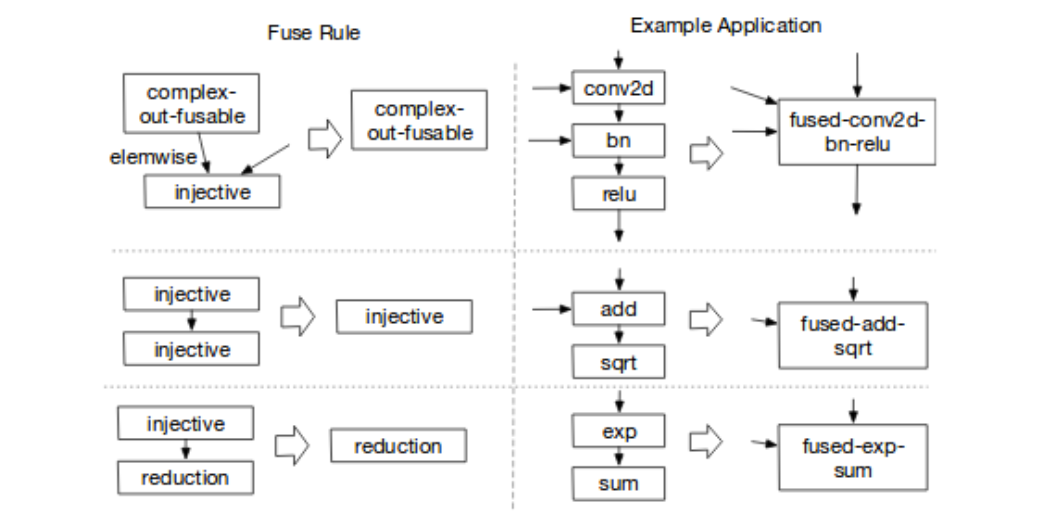 Fuse Rule
Example Application
complex-
out-fusable
elemwise
injective
complex-
out-fusable
conv2d
bn
relu
fused-conv2d-
bn-relu
injective
injective
injective
add
sqrt
fused-add-
sqrt
injective
reduction
reduction
exp
sum
fused-exp-
sum